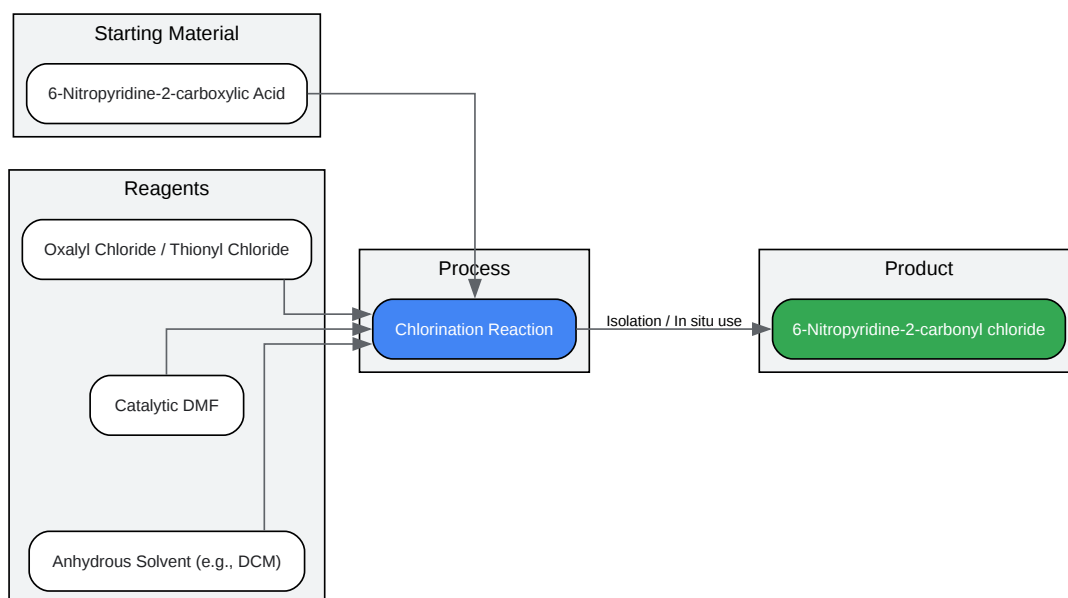 Starting Material
6-Nitropyridine-2-carboxylic Acid
Reagents
Oxalyl Chloride / Thionyl Chloride
Catalytic DMF
Anhydrous Solvent (e.g., DCM)
Process
Chlorination Reaction
Isolation / In situ use
Product
6-Nitropyridine-2-carbonyl chloride